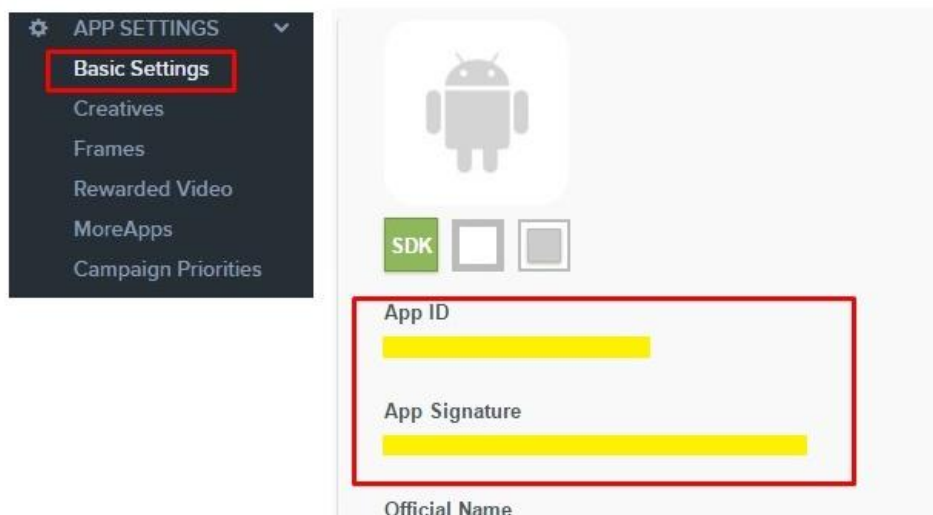 APP SETTINGS
Basic Settings
Creatives
Frames
Rewarded Video
MoreApps
Campaign Priorities
SDK
App ID
App Signature
Official Name